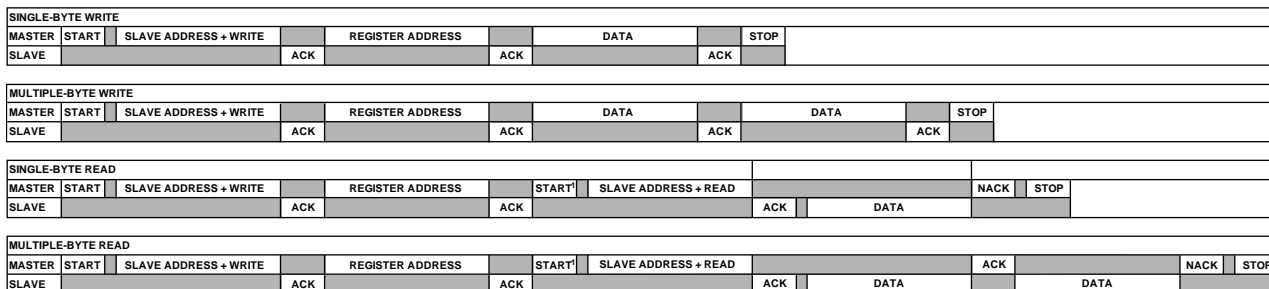 SINGLE-BYTE WRITE
MASTER START SLAVE ADDRESS + WRITE REGISTER ADDRESS DATA STOP
SLAVE ACK ACK ACK
MULTIPLE-BYTE WRITE
MASTER START SLAVE ADDRESS + WRITE REGISTER ADDRESS DATA DATA STOP
SLAVE ACK ACK ACK ACK
SINGLE-BYTE READ
MASTER START SLAVE ADDRESS + WRITE REGISTER ADDRESS START¹ SLAVE ADDRESS + READ NACK STOP
SLAVE ACK ACK ACK DATA
MULTIPLE-BYTE READ
MASTER START SLAVE ADDRESS + WRITE REGISTER ADDRESS START¹ SLAVE ADDRESS + READ ACK NACK STOP
SLAVE ACK ACK ACK DATA DATA